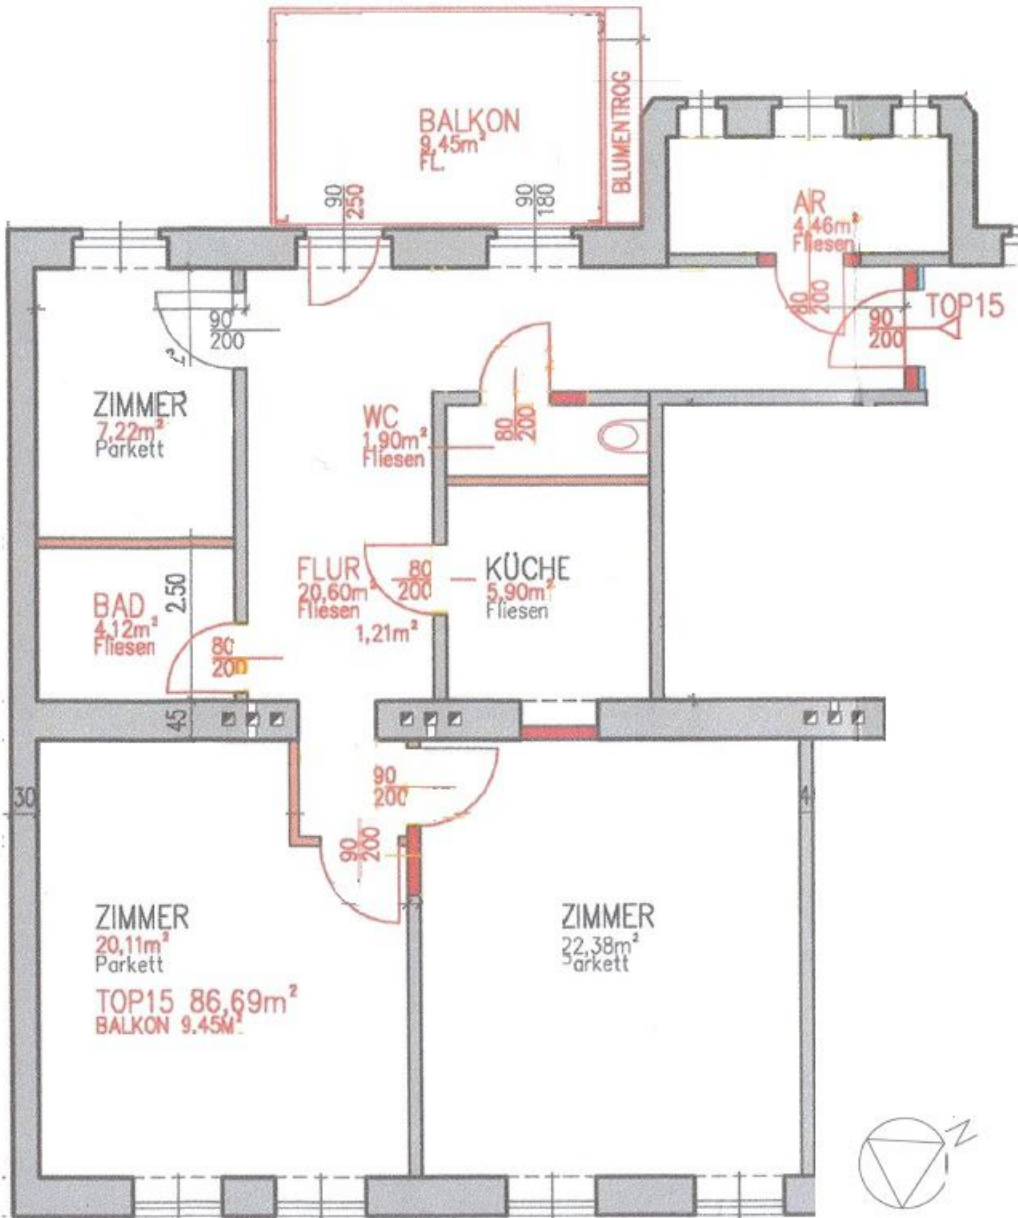 BALKON
9,45m²
FL.
BLUMENTROG
90
250
90
180
AR
4,46m²
Fliesen
80
200
90
200
TOP15
90
200
ZIMMER
7,22m²
Parkett
WC
1,90m²
Fliesen
80
200
2.50
BAD
4,12m²
Fliesen
80
200
FLUR
20,60m²
Fliesen
1,21m²
80
200
KÜCHE
5,90m²
Fliesen
45
30
90
200
90
200
4
ZIMMER
20,11m²
Parkett
TOP15 86,69m²
BALKON 9.45M²
ZIMMER
22,38m²
Parkett
N